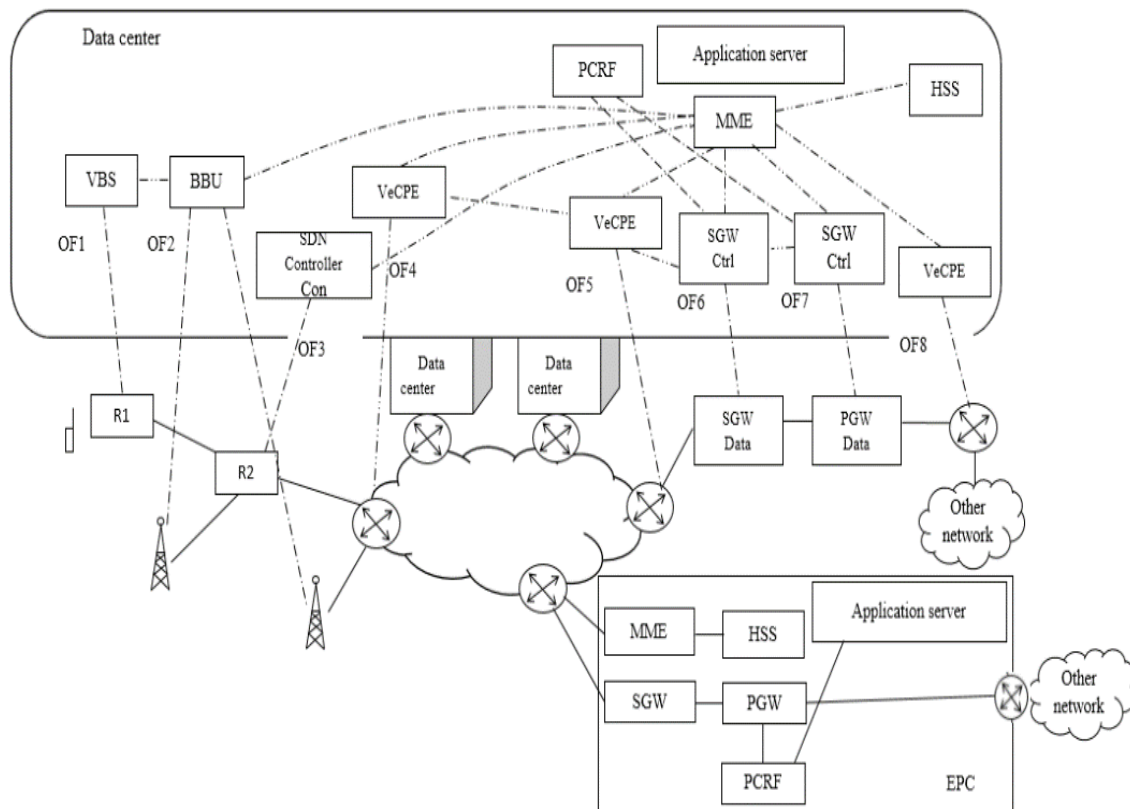 Data center
Application server
PCRF
HSS
MME
VBS
BBU
VeCPE
VeCPE
OF1
OF2
SDN
Controller
Con
OF4
SGW
Ctrl
SGW
Ctrl
VeCPE
OF5
OF6
OF7
OF3
OF8
Data
center
Data
center
R1
SGW
Data
PGW
Data
R2
Other
network
MME
HSS
Application server
SGW
PGW
Other
network
PCRF
EPC